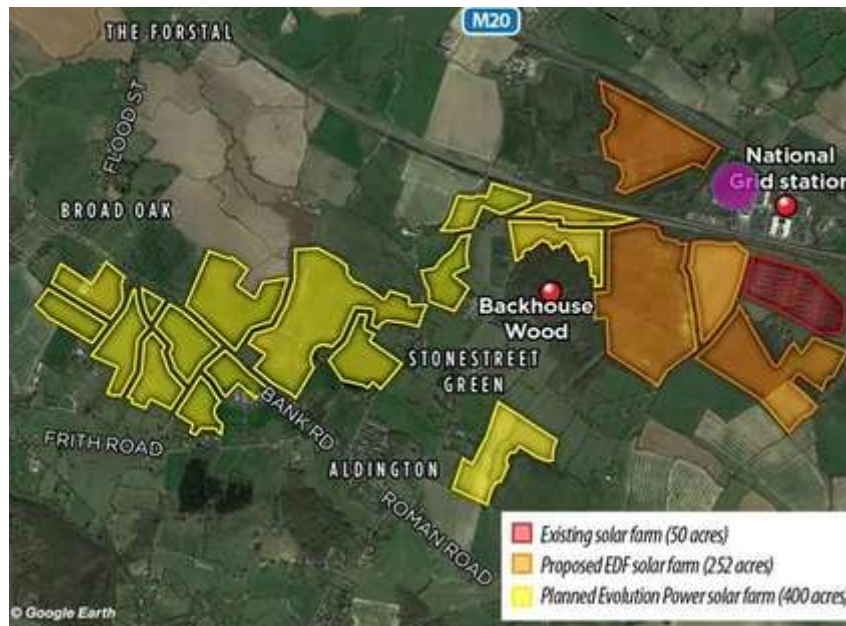 M20
THE FORSTAL
FLOOD ST
National
Grid station
BROAD OAK
Backhouse
Wood
STONESTREET
GREEN
BANK RD
FRITH ROAD
ALDINGTON
ROMAN ROAD
Existing solar farm (50 acres)
Proposed EDF solar farm (252 acres)
Planned Evolution Power solar farm (400 acres
© Google Earth